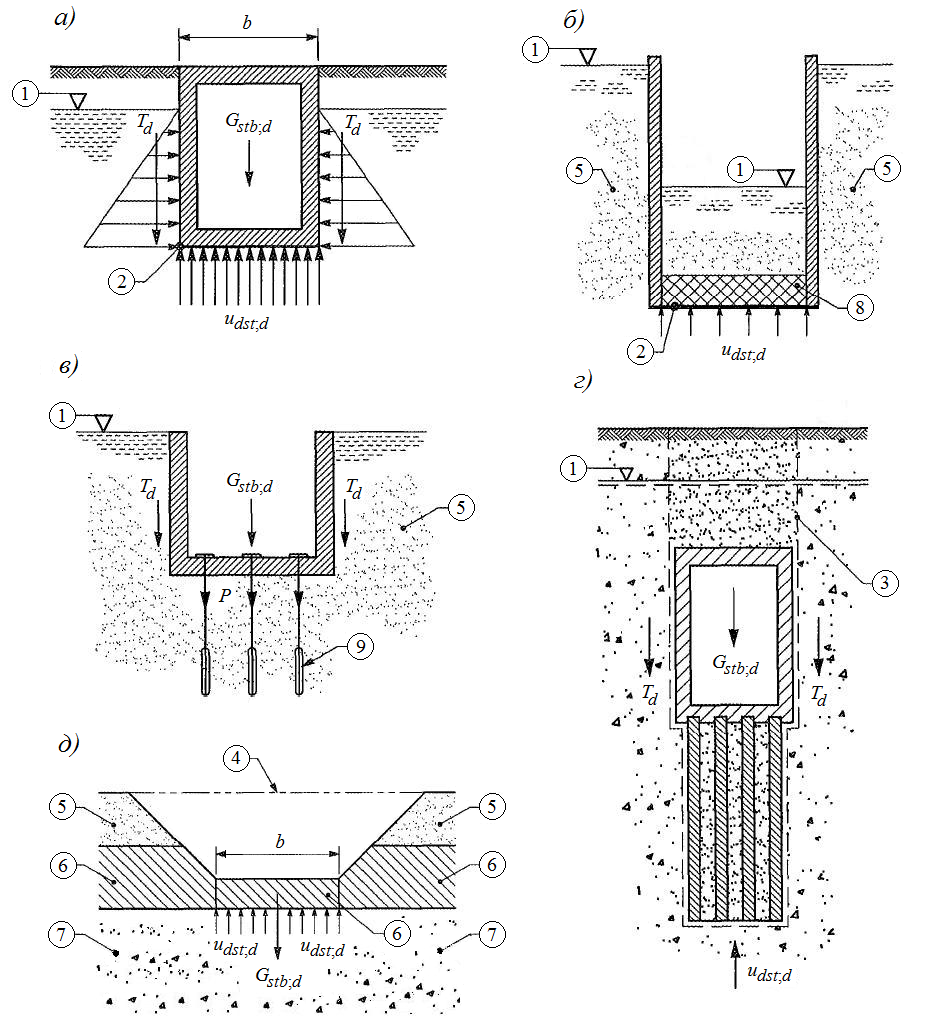 а)
b
1
T_d
G_stb;d
T_d
2
u_dst;d
б)
1
5
1
5
8
2
u_dst;d
в)
1
T_d
G_stb;d
T_d
5
P
9
г)
1
3
G_stb;d
T_d
T_d
u_dst;d
д)
4
5
5
b
6
6
6
7
u_dst;d
u_dst;d
7
G_stb;d